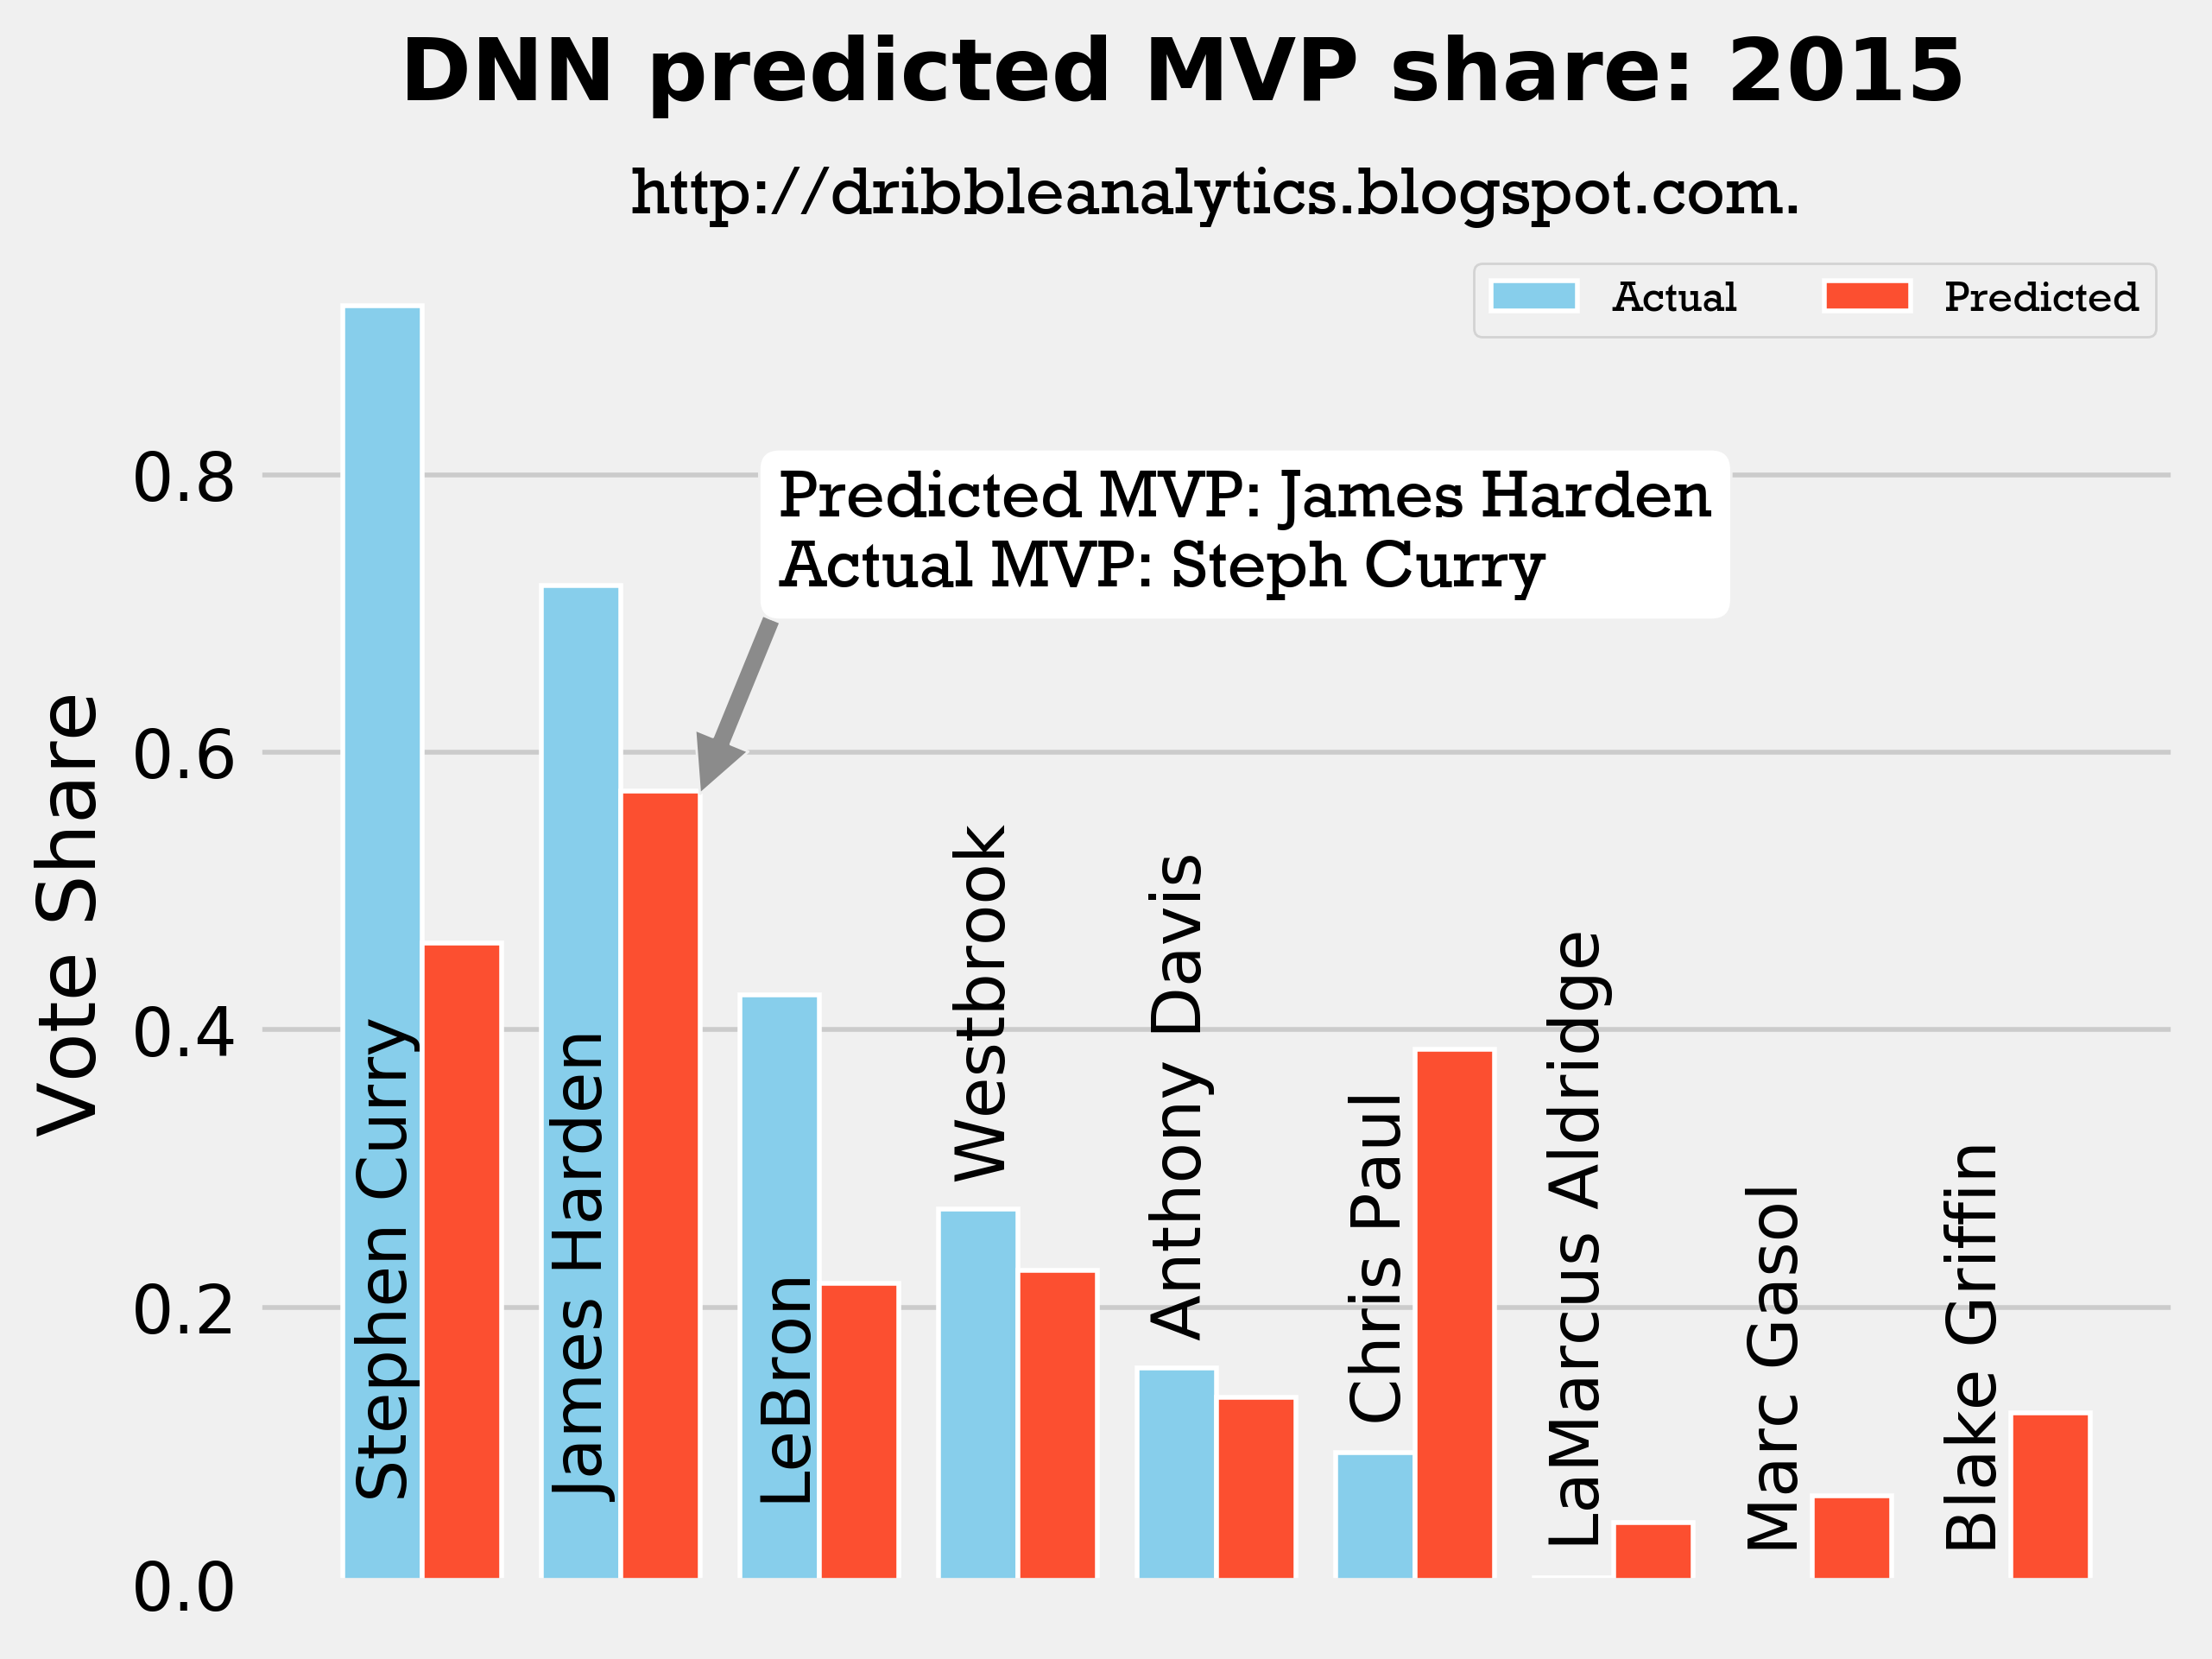 DNN predicted MVP share: 2015
http://dribbleanalytics.blogspot.com.
Actual
Predicted
Predicted MVP: James Harden
Actual MVP: Steph Curry
Vote Share
0.8
0.6
0.4
0.2
0.0
Stephen Curry
James Harden
LeBron
Westbrook
Anthony Davis
Chris Paul
LaMarcus Aldridge
Marc Gasol
Blake Griffin